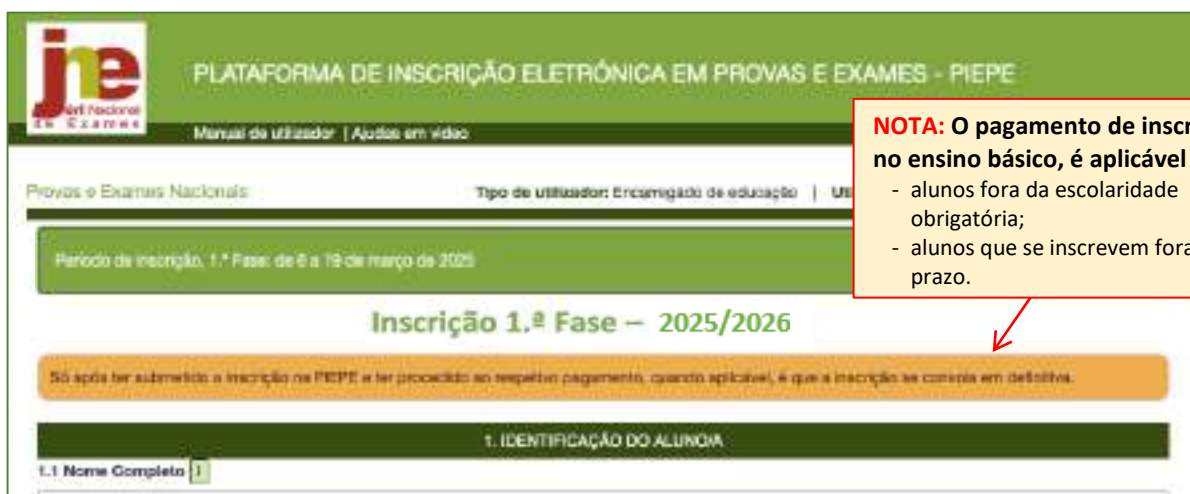 jne
Júri Nacional
de Exames
PLATAFORMA DE INSCRIÇÃO ELETRÓNICA EM PROVAS E EXAMES - PIEPE
Manual de utilizador | Ajudas em vídeo
Provas e Exames Nacionais
Tipo de utilizador: Encarregado de educação |
NOTA: O pagamento de inscr
no ensino básico, é aplicável
- alunos fora da escolaridade
obrigatória;
- alunos que se inscrevem fora
prazo.
Período de inscrição, 1.ª Fase: de 6 a 19 de março de 2025
Inscrição 1.ª Fase – 2025/2026
Só após ter submetido a inscrição na PIEPE e ter procedido ao respetivo pagamento, quando aplicável, é que a inscrição se convola em definitiva.
1. IDENTIFICAÇÃO DO ALUNO/A
1.1 Nome Completo